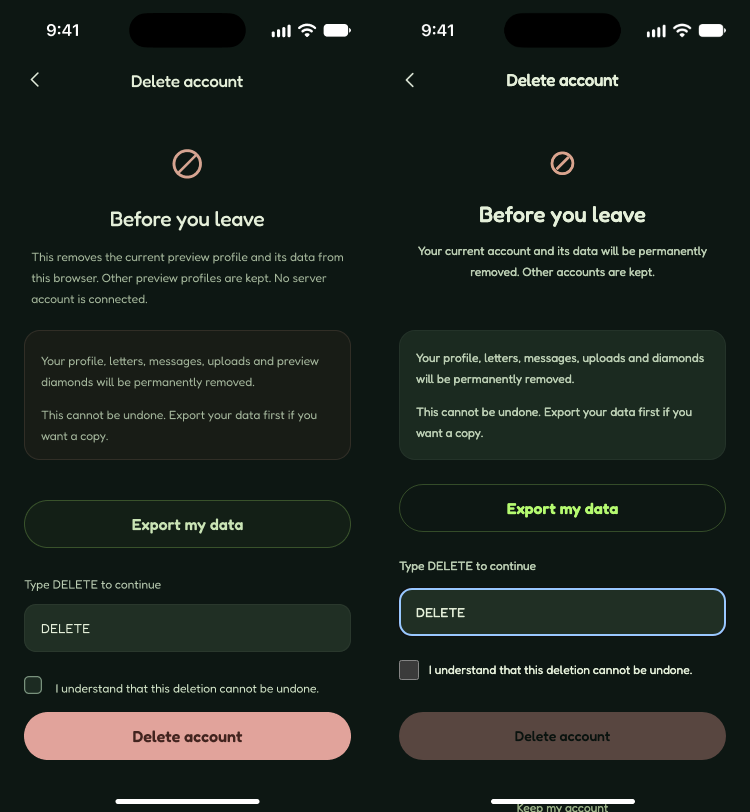 9:41
Delete account
Before you leave
This removes the current preview profile and its data from
this browser. Other preview profiles are kept. No server
account is connected.
Your profile, letters, messages, uploads and preview
diamonds will be permanently removed.
This cannot be undone. Export your data first if you
want a copy.
Export my data
Type DELETE to continue
DELETE
I understand that this deletion cannot be undone.
Delete account
9:41
Delete account
Before you leave
Your current account and its data will be permanently
removed. Other accounts are kept.
Your profile, letters, messages, uploads and diamonds
will be permanently removed.
This cannot be undone. Export your data first if you
want a copy.
Export my data
Type DELETE to continue
DELETE
I understand that this deletion cannot be undone.
Delete account
Keep my account